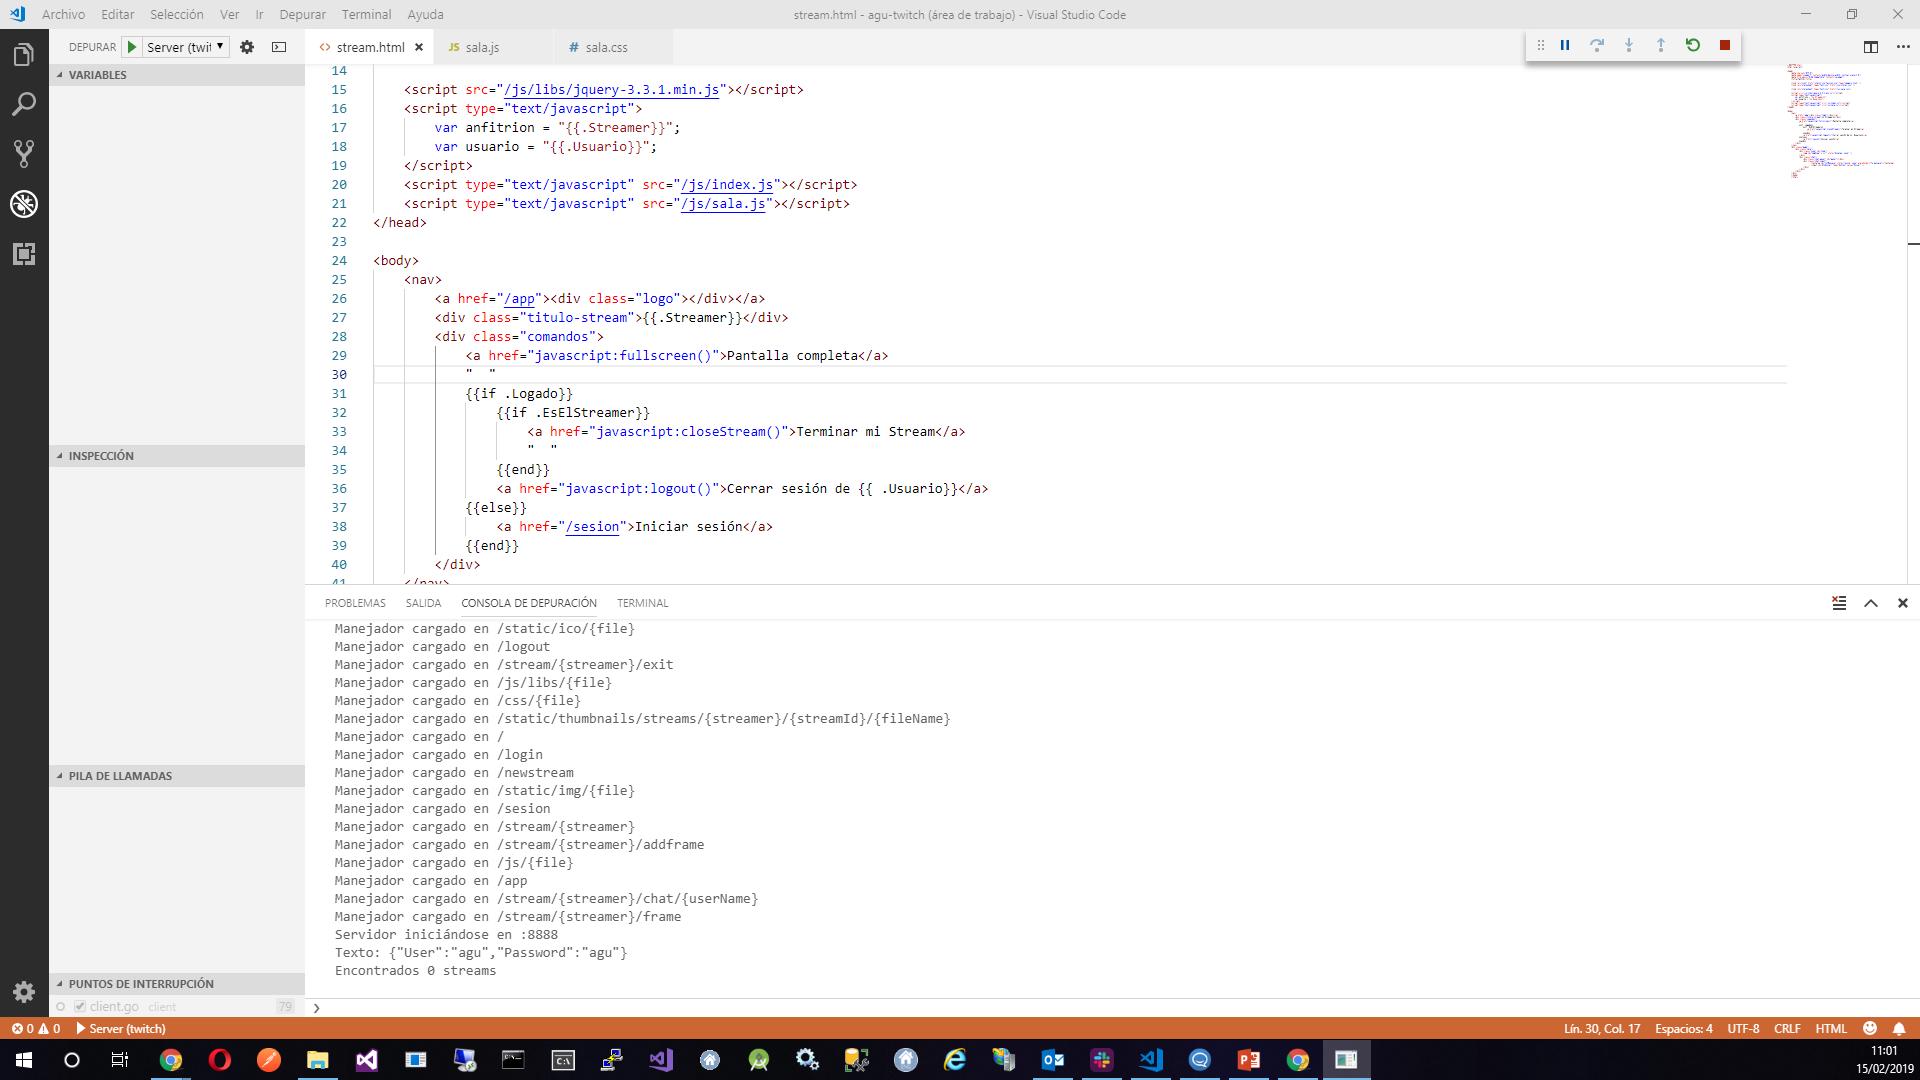 Archivo Editar Selección Ver Ir Depurar Terminal Ayuda
stream.html - agu-twitch (área de trabajo) - Visual Studio Code
DEPURAR Server (twit
stream.html
JS sala.js
# sala.css
VARIABLES
INSPECCIÓN
PILA DE LLAMADAS
PUNTOS DE INTERRUPCIÓN
client.go client 79
14
15 <script src="/js/libs/jquery-3.3.1.min.js"></script>
16 <script type="text/javascript">
17 var anfitrion = "{{.Streamer}}";
18 var usuario = "{{.Usuario}}";
19 </script>
20 <script type="text/javascript" src="/js/index.js"></script>
21 <script type="text/javascript" src="/js/sala.js"></script>
22 </head>
23
24 <body>
25 <nav>
26 <a href="/app"><div class="logo"></div></a>
27 <div class="titulo-stream">{{.Streamer}}</div>
28 <div class="comandos">
29 <a href="javascript:fullscreen()">Pantalla completa</a>
30 "  "
31 {{if .Logado}}
32 {{if .EsElStreamer}}
33 <a href="javascript:closeStream()">Terminar mi Stream</a>
34 "  "
35 {{end}}
36 <a href="javascript:logout()">Cerrar sesión de {{ .Usuario}}</a>
37 {{else}}
38 <a href="/sesion">Iniciar sesión</a>
39 {{end}}
40 </div>
41 </nav>
PROBLEMAS SALIDA CONSOLA DE DEPURACIÓN TERMINAL
Manejador cargado en /static/ico/{file}
Manejador cargado en /logout
Manejador cargado en /stream/{streamer}/exit
Manejador cargado en /js/libs/{file}
Manejador cargado en /css/{file}
Manejador cargado en /static/thumbnails/streams/{streamer}/{streamId}/{fileName}
Manejador cargado en /
Manejador cargado en /login
Manejador cargado en /newstream
Manejador cargado en /static/img/{file}
Manejador cargado en /sesion
Manejador cargado en /stream/{streamer}
Manejador cargado en /stream/{streamer}/addframe
Manejador cargado en /js/{file}
Manejador cargado en /app
Manejador cargado en /stream/{streamer}/chat/{userName}
Manejador cargado en /stream/{streamer}/frame
Servidor iniciándose en :8888
Texto: {"User":"agu","Password":"agu"}
Encontrados 0 streams
0 0 Server (twitch)
Lín. 30, Col. 17 Espacios: 4 UTF-8 CRLF HTML
11:01
15/02/2019